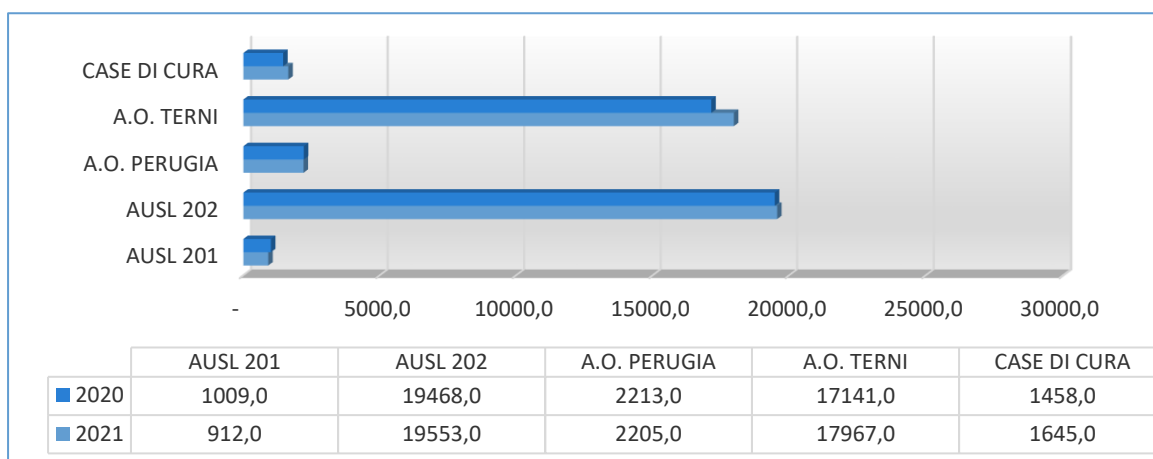 CASE DI CURA
A.O. TERNI
A.O. PERUGIA
AUSL 202
AUSL 201
- 5000,0 10000,0 15000,0 20000,0 25000,0 30000,0
AUSL 201 AUSL 202 A.O. PERUGIA A.O. TERNI CASE DI CURA
2020 1009,0 19468,0 2213,0 17141,0 1458,0
2021 912,0 19553,0 2205,0 17967,0 1645,0